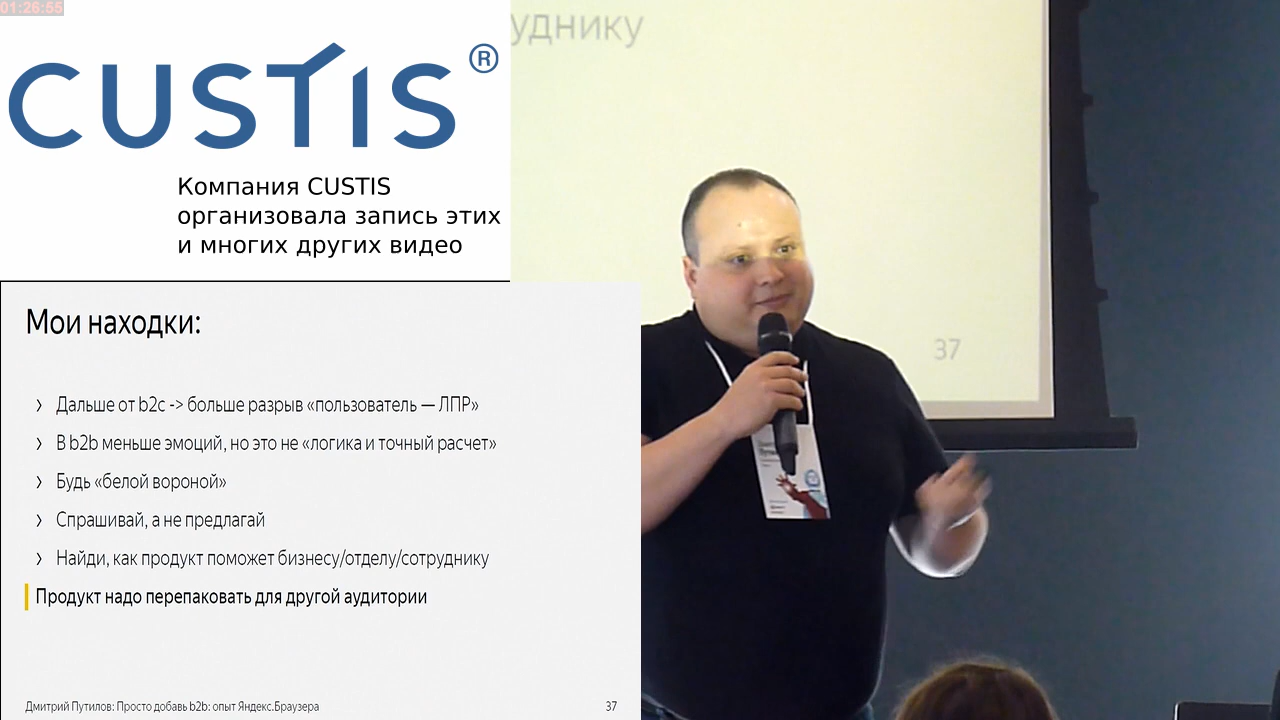 01:26:55
CUSTIS®
Компания CUSTIS
организовала запись этих
и многих других видео
уднику
37
Мои находки:
› Дальше от b2c -> больше разрыв «пользователь — ЛПР»
› В b2b меньше эмоций, но это не «логика и точный расчет»
› Будь «белой вороной»
› Спрашивай, а не предлагай
› Найди, как продукт поможет бизнесу/отделу/сотруднику
Продукт надо перепаковать для другой аудитории
Дмитрий Путилов: Просто добавь b2b: опыт Яндекс.Браузера
37